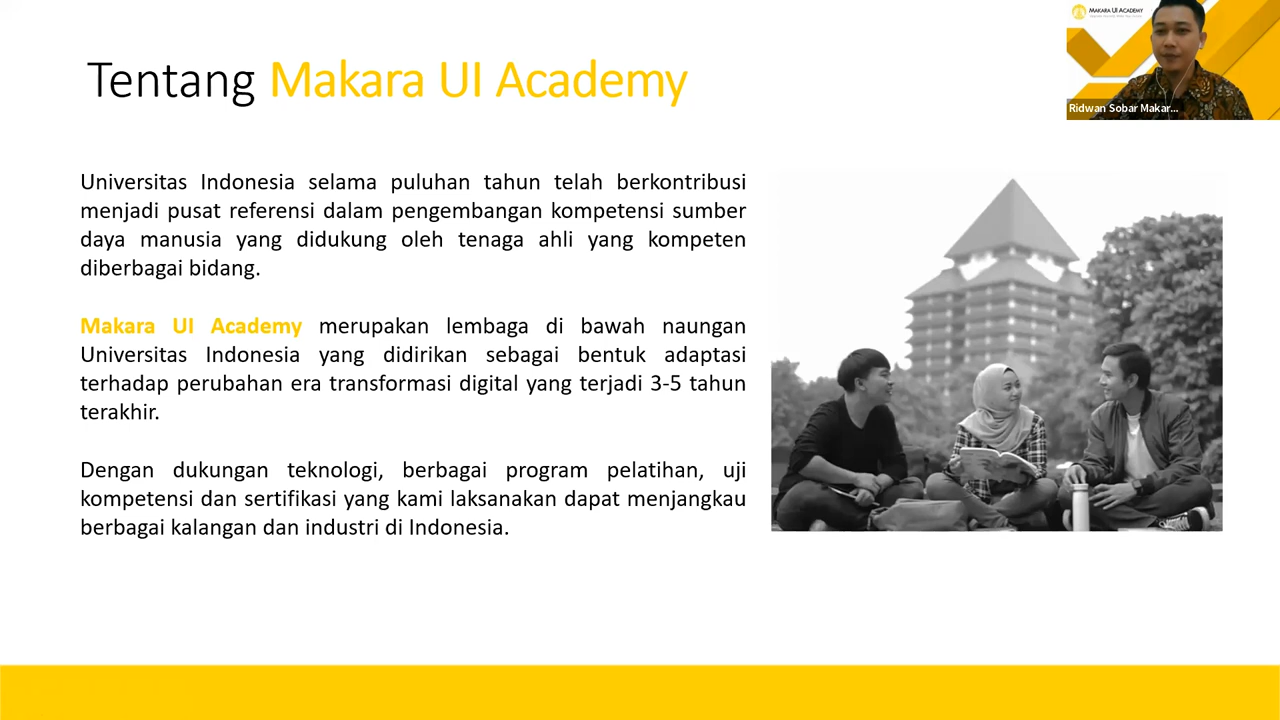 Tentang Makara UI Academy
MAKARA UI ACADEMY
Ridwan Sobar Makar...
Universitas Indonesia selama puluhan tahun telah berkontribusi
menjadi pusat referensi dalam pengembangan kompetensi sumber
daya manusia yang didukung oleh tenaga ahli yang kompeten
diberbagai bidang.
Makara UI Academy merupakan lembaga di bawah naungan
Universitas Indonesia yang didirikan sebagai bentuk adaptasi
terhadap perubahan era transformasi digital yang terjadi 3-5 tahun
terakhir.
Dengan dukungan teknologi, berbagai program pelatihan, uji
kompetensi dan sertifikasi yang kami laksanakan dapat menjangkau
berbagai kalangan dan industri di Indonesia.